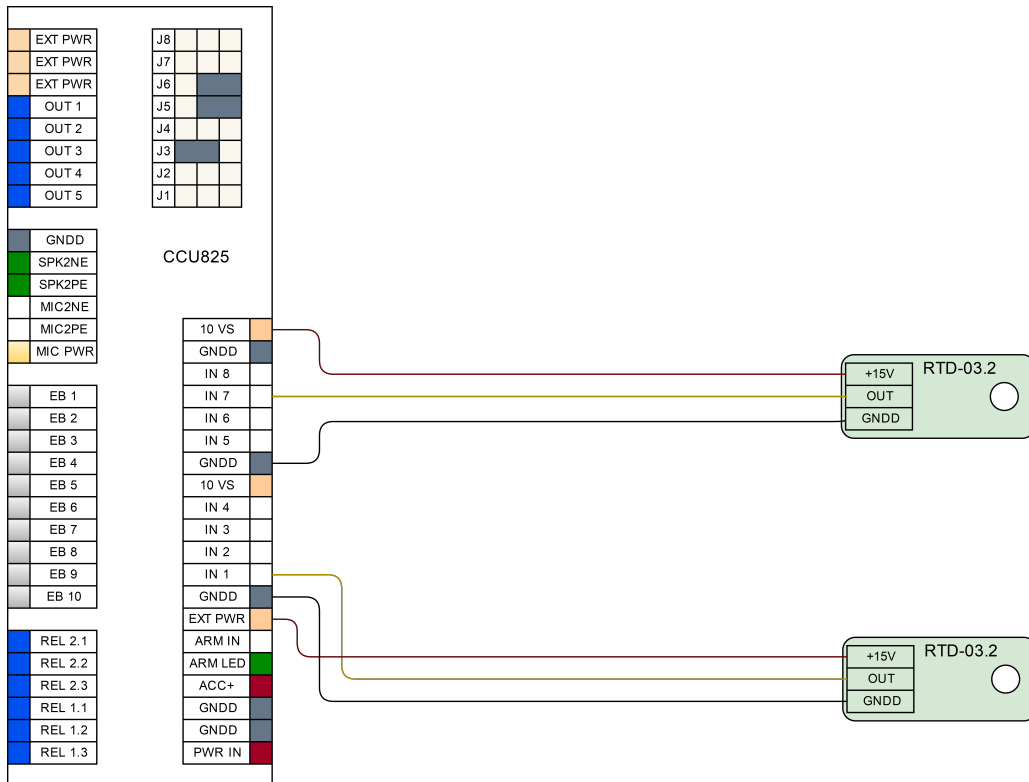 EXT PWR
EXT PWR
EXT PWR
OUT 1
OUT 2
OUT 3
OUT 4
OUT 5
J8
J7
J6
J5
J4
J3
J2
J1
GNDD
SPK2NE
SPK2PE
MIC2NE
MIC2PE
MIC PWR
CCU825
EB 1
EB 2
EB 3
EB 4
EB 5
EB 6
EB 7
EB 8
EB 9
EB 10
REL 2.1
REL 2.2
REL 2.3
REL 1.1
REL 1.2
REL 1.3
10 VS
GNDD
IN 8
IN 7
IN 6
IN 5
GNDD
10 VS
IN 4
IN 3
IN 2
IN 1
GNDD
EXT PWR
ARM IN
ARM LED
ACC+
GNDD
GNDD
PWR IN
RTD-03.2
+15V
OUT
GNDD
RTD-03.2
+15V
OUT
GNDD